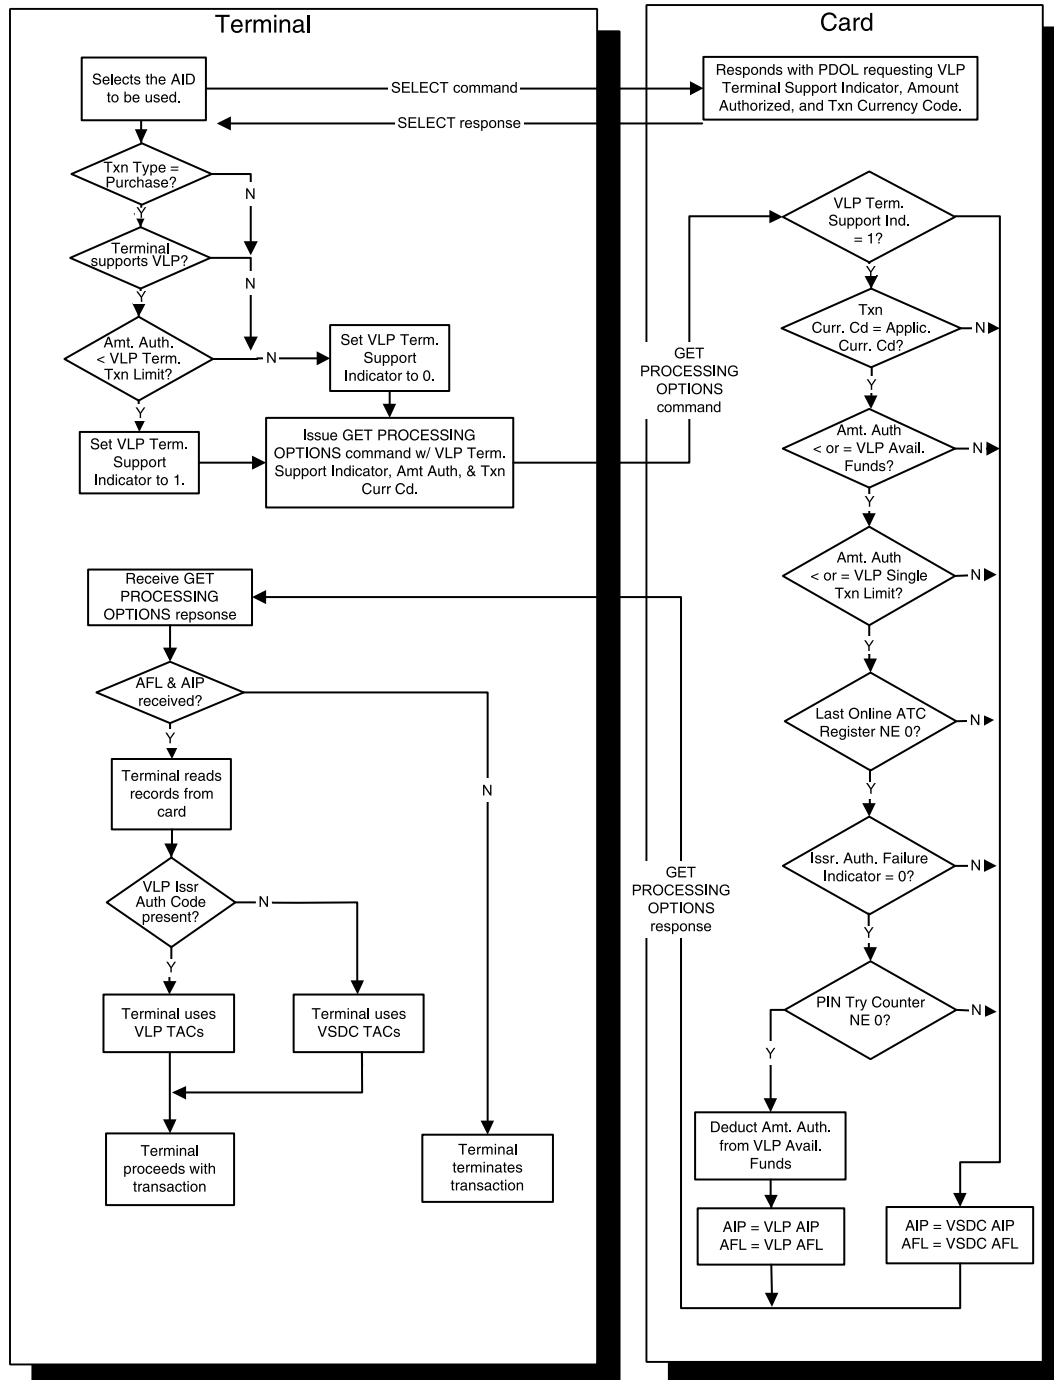 Terminal
Selects the AID
to be used.
SELECT command
SELECT response
Txn Type =
Purchase?
N
Y
Terminal
supports VLP?
N
Y
Amt. Auth.
< VLP Term.
Txn Limit?
N
Set VLP Term.
Support
Indicator to 0.
Y
Set VLP Term.
Support
Indicator to 1.
Issue GET PROCESSING
OPTIONS command w/ VLP Term.
Support Indicator, Amt Auth, & Txn
Curr Cd.
GET
PROCESSING
OPTIONS
command
Receive GET
PROCESSING
OPTIONS repsonse
AFL & AIP
received?
Y
N
Terminal reads
records from
card
VLP Issr
Auth Code
present?
N
Y
Terminal uses
VLP TACs
Terminal uses
VSDC TACs
Terminal
proceeds with
transaction
Terminal
terminates
transaction
GET
PROCESSING
OPTIONS
response
Card
Responds with PDOL requesting VLP
Terminal Support Indicator, Amount
Authorized, and Txn Currency Code.
VLP Term.
Support Ind.
= 1?
Y
Txn
Curr. Cd = Applic.
Curr. Cd?
N
Y
Amt. Auth
< or = VLP Avail.
Funds?
N
Y
Amt. Auth
< or = VLP Single
Txn Limit?
N
Y
Last Online ATC
Register NE 0?
N
Y
Issr. Auth. Failure
Indicator = 0?
N
Y
PIN Try Counter
NE 0?
N
Y
Deduct Amt. Auth.
from VLP Avail.
Funds
AIP = VLP AIP
AFL = VLP AFL
AIP = VSDC AIP
AFL = VSDC AFL